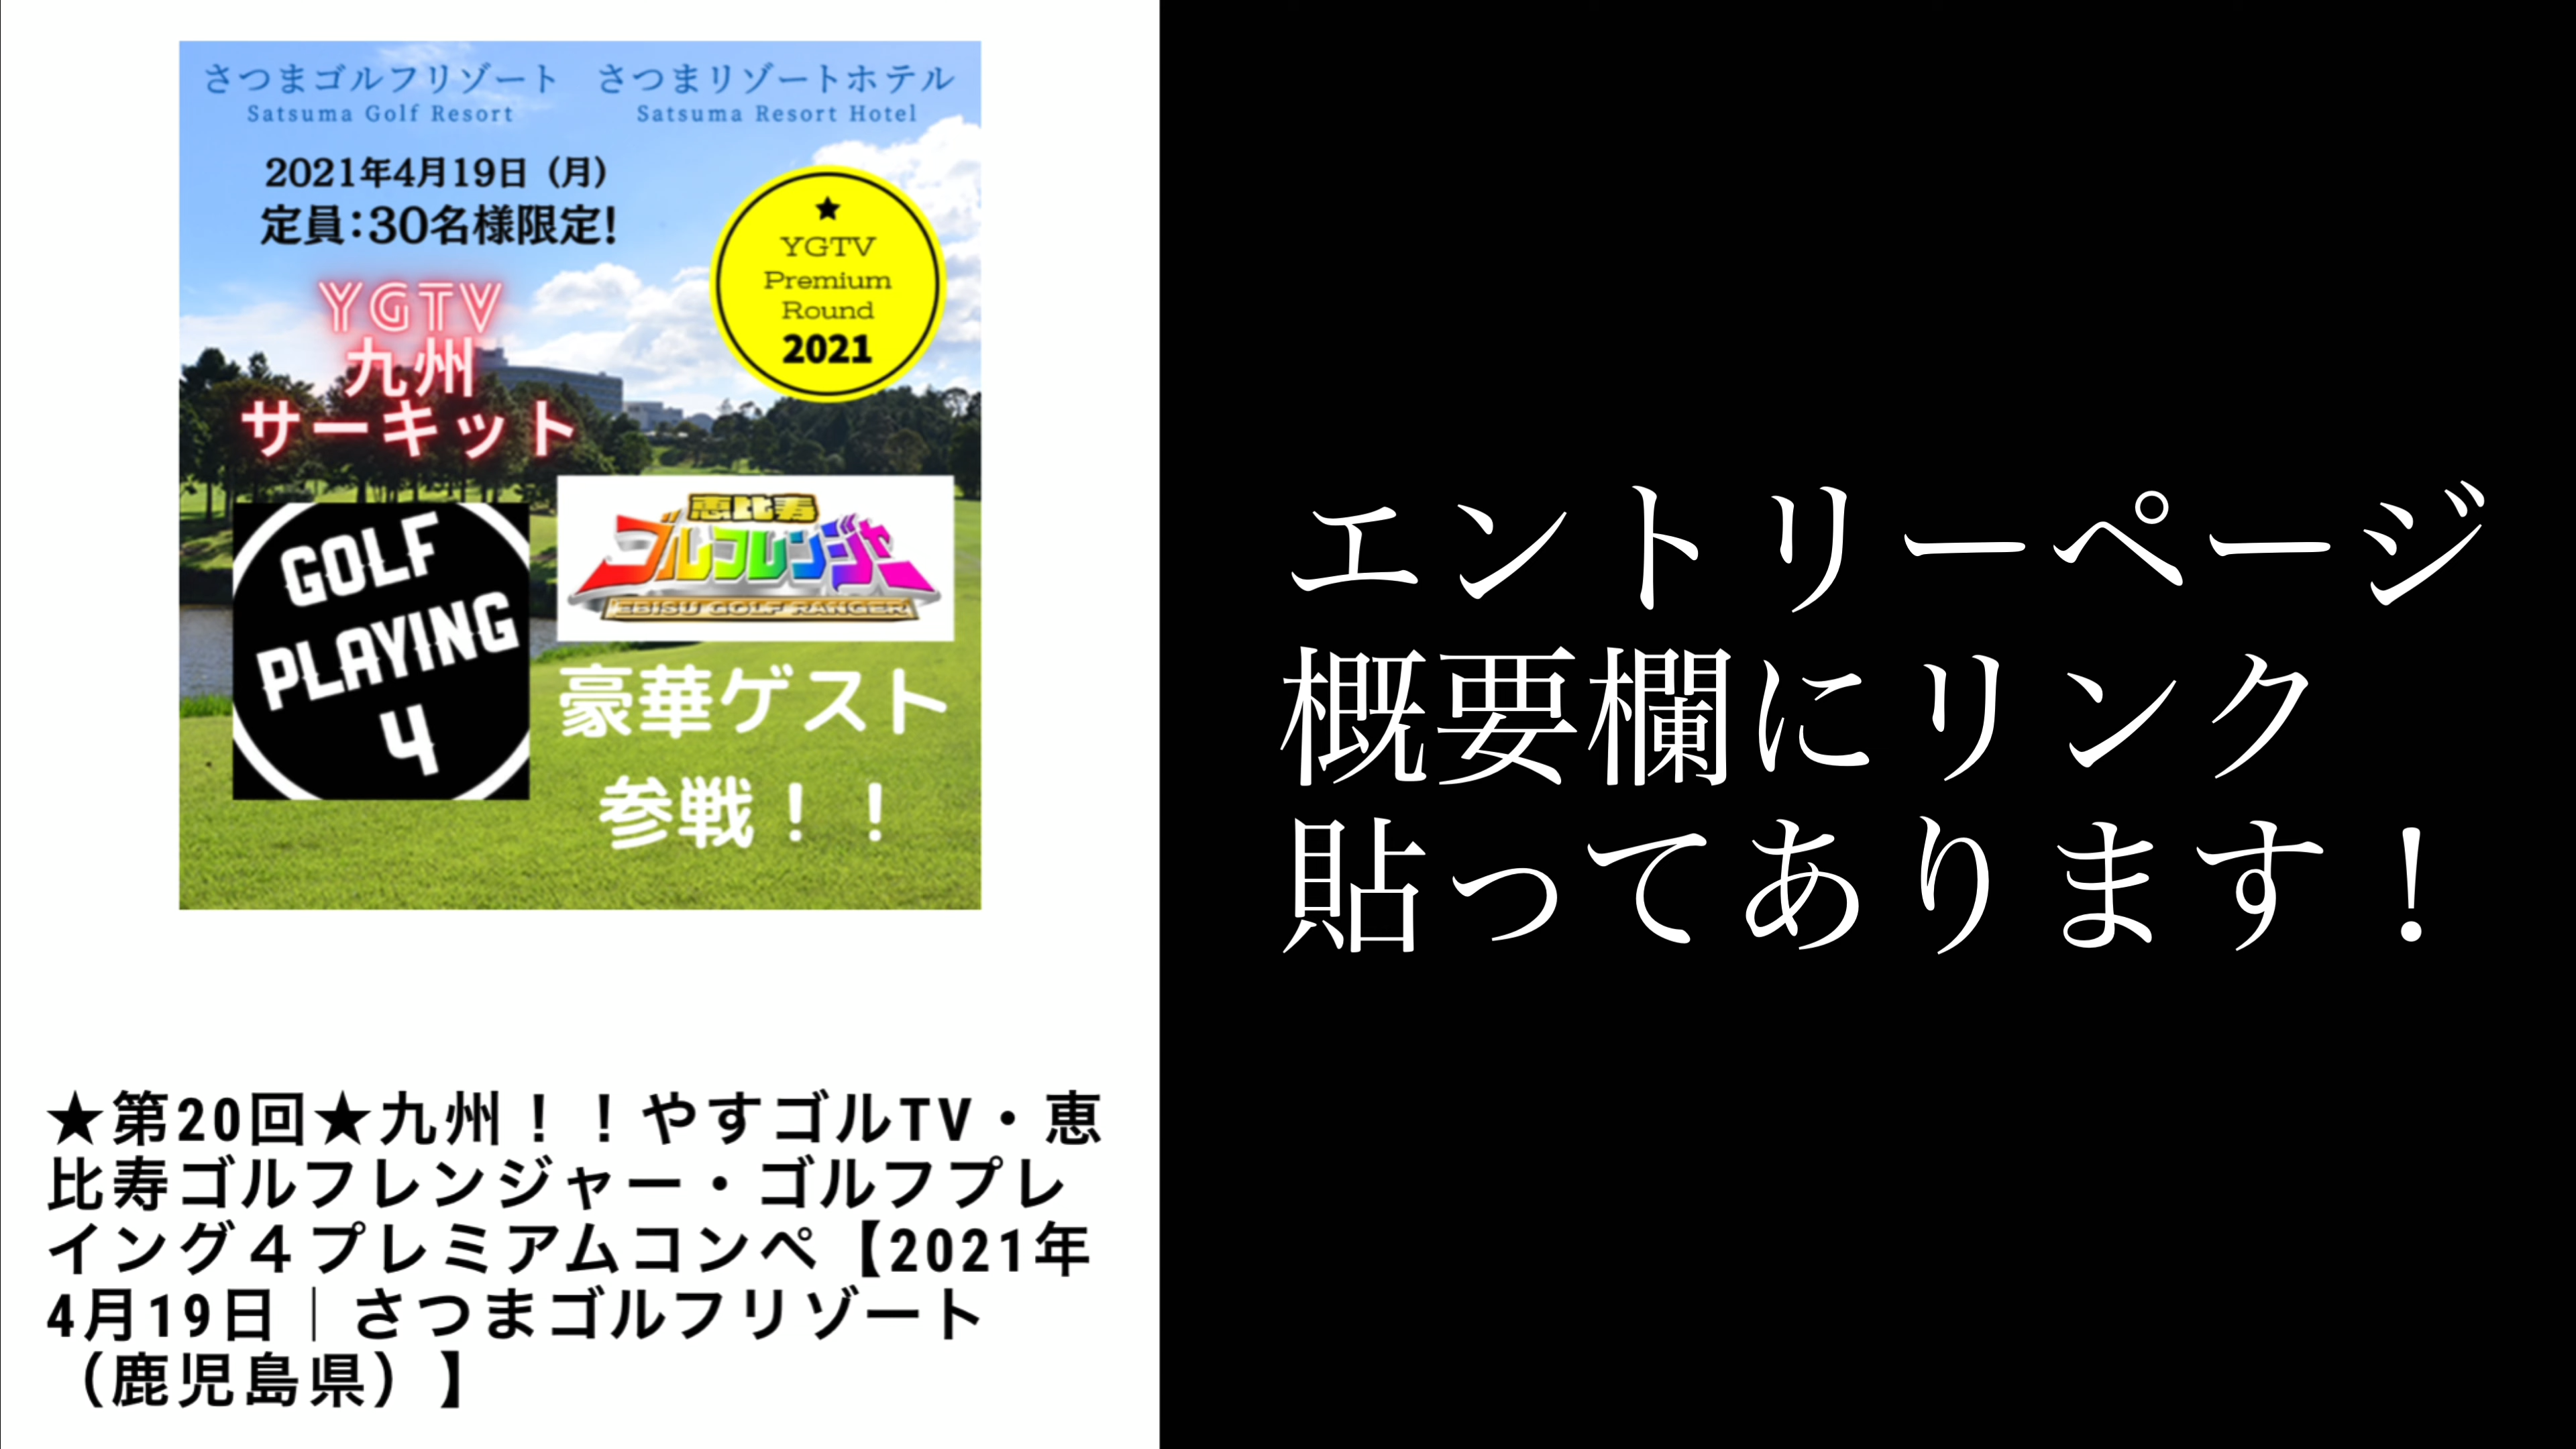 さつまゴルフリゾート　さつまリゾートホテル
Satsuma Golf Resort　Satsuma Resort Hotel
2021年4月19日（月）
定員：30名様限定！
★
YGTV
Premium
Round
2021
YGTV
九州
サーキット
GOLF
PLAYING
4
恵比寿
ゴルフレンジャー
EBISU GOLF RANGER
豪華ゲスト
参戦！！
★第20回★九州！！やすゴルTV・恵
比寿ゴルフレンジャー・ゴルフプレ
イング４プレミアムコンペ【2021年
4月19日｜さつまゴルフリゾート
（鹿児島県）】
エントリーページ
概要欄にリンク
貼ってあります！